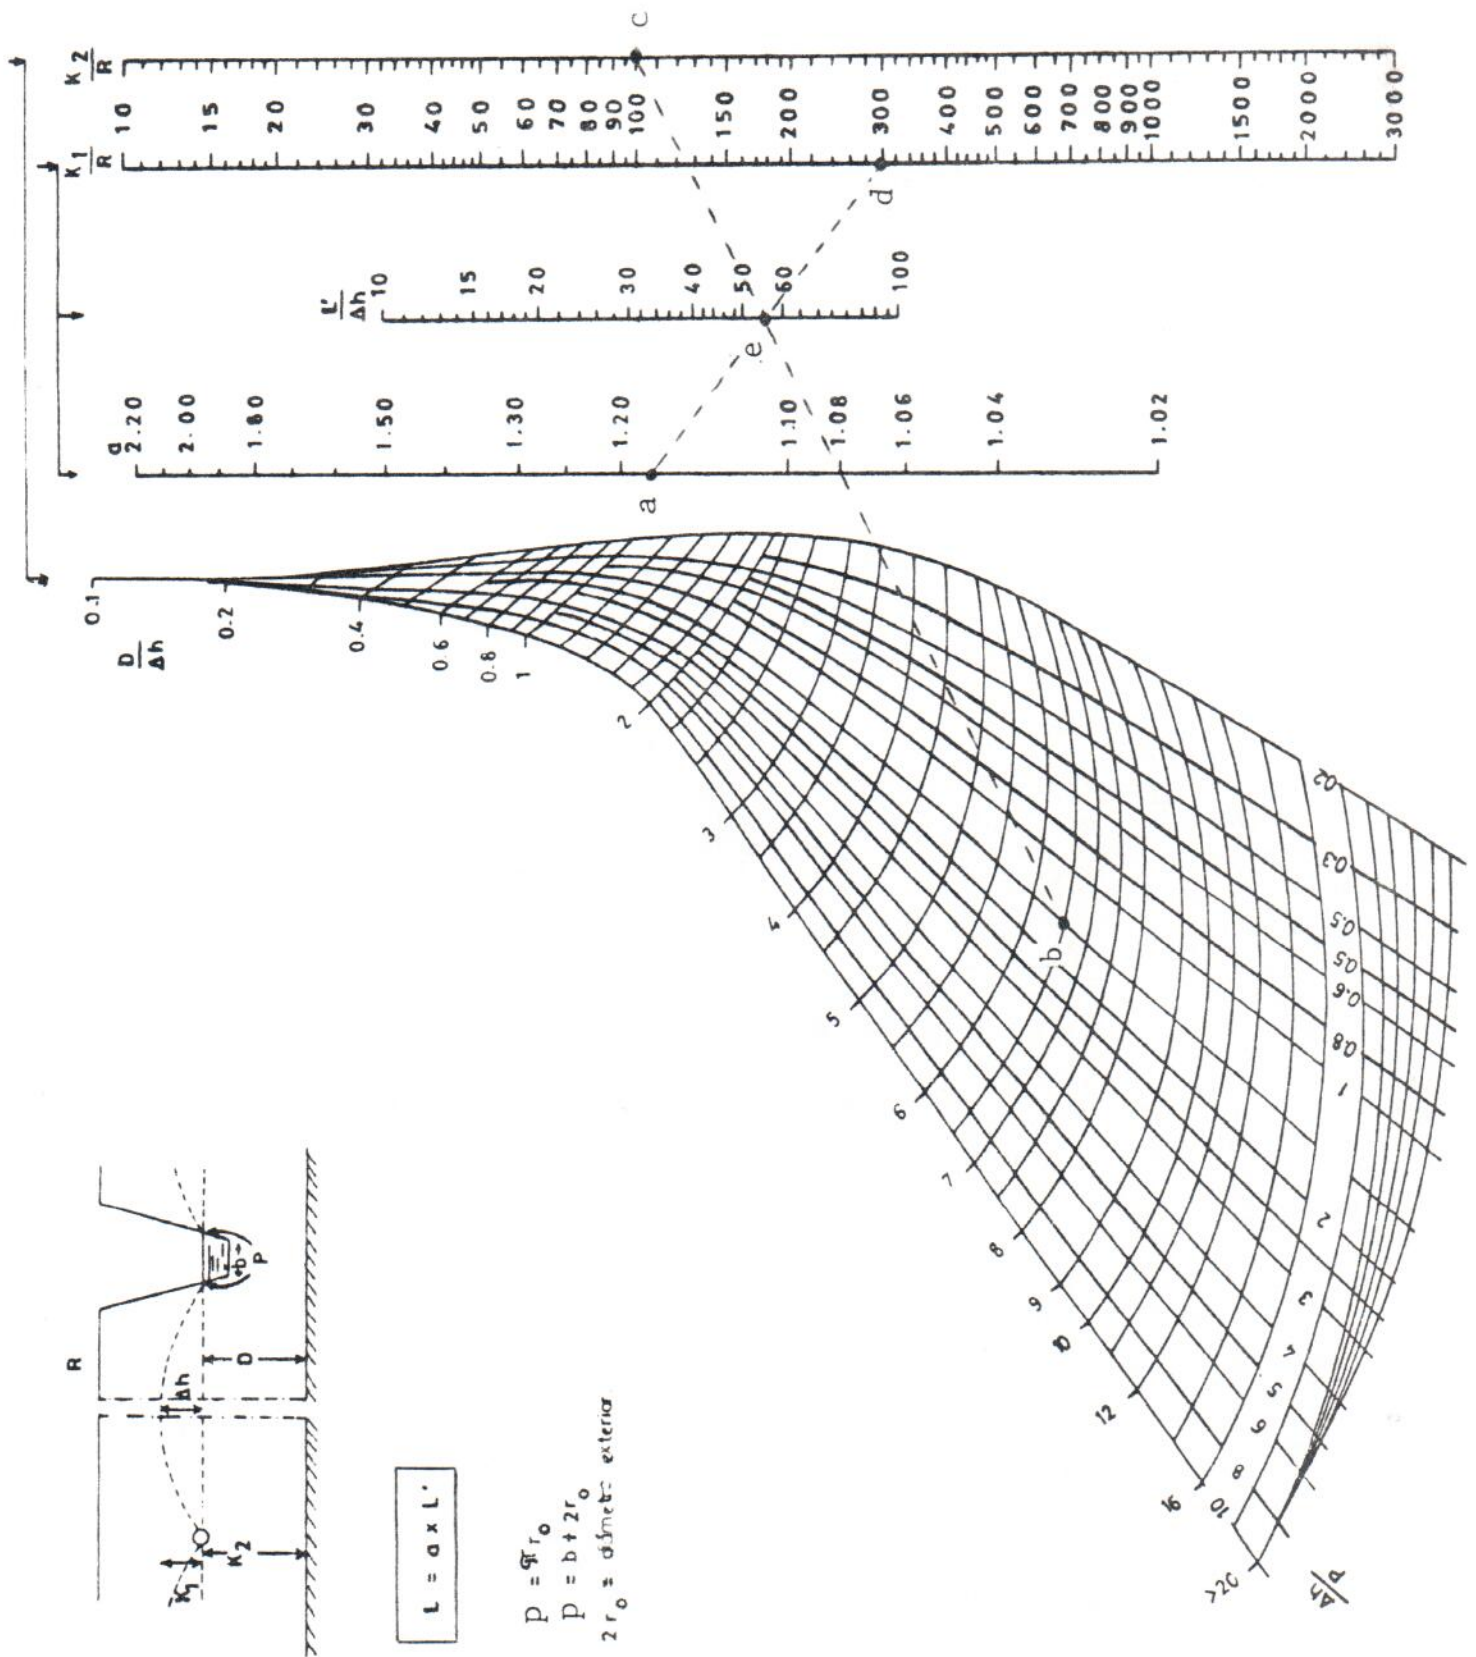 K2
R
10 15 20 30 40 50 60 70 80 90 100 150 200 300 400 500 600 700 800 900 1000 1500 2000 3000
K1
R
c
d
L'
Δh
10 15 20 30 40 50 60 100
e
a
2.20 2.00 1.80 1.50 1.30 1.20 1.10 1.08 1.06 1.04 1.02
a
D
Δh
0.1 0.2 0.4 0.6 0.8 1 2 3 4 5 6 7 8 9 10 12 16
b
0.2 0.3 0.5 0.5 0.6 0.8 1 2 3 4 5 6 8 10 >20
Δh
P
R
Δh
D
b
P
K1
K2
L = a x L'
P = πr0
P = b + 2r0
2 r0 = exterior